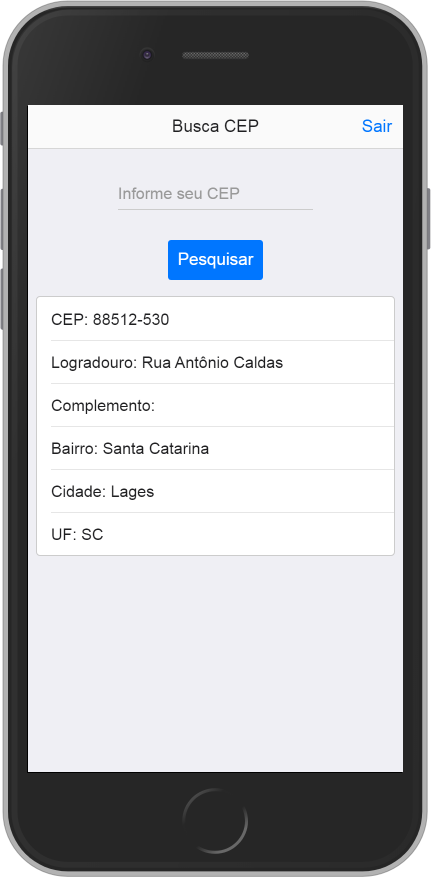 Busca CEP
Sair
Informe seu CEP
Pesquisar
CEP: 88512-530
Logradouro: Rua Antônio Caldas
Complemento:
Bairro: Santa Catarina
Cidade: Lages
UF: SC